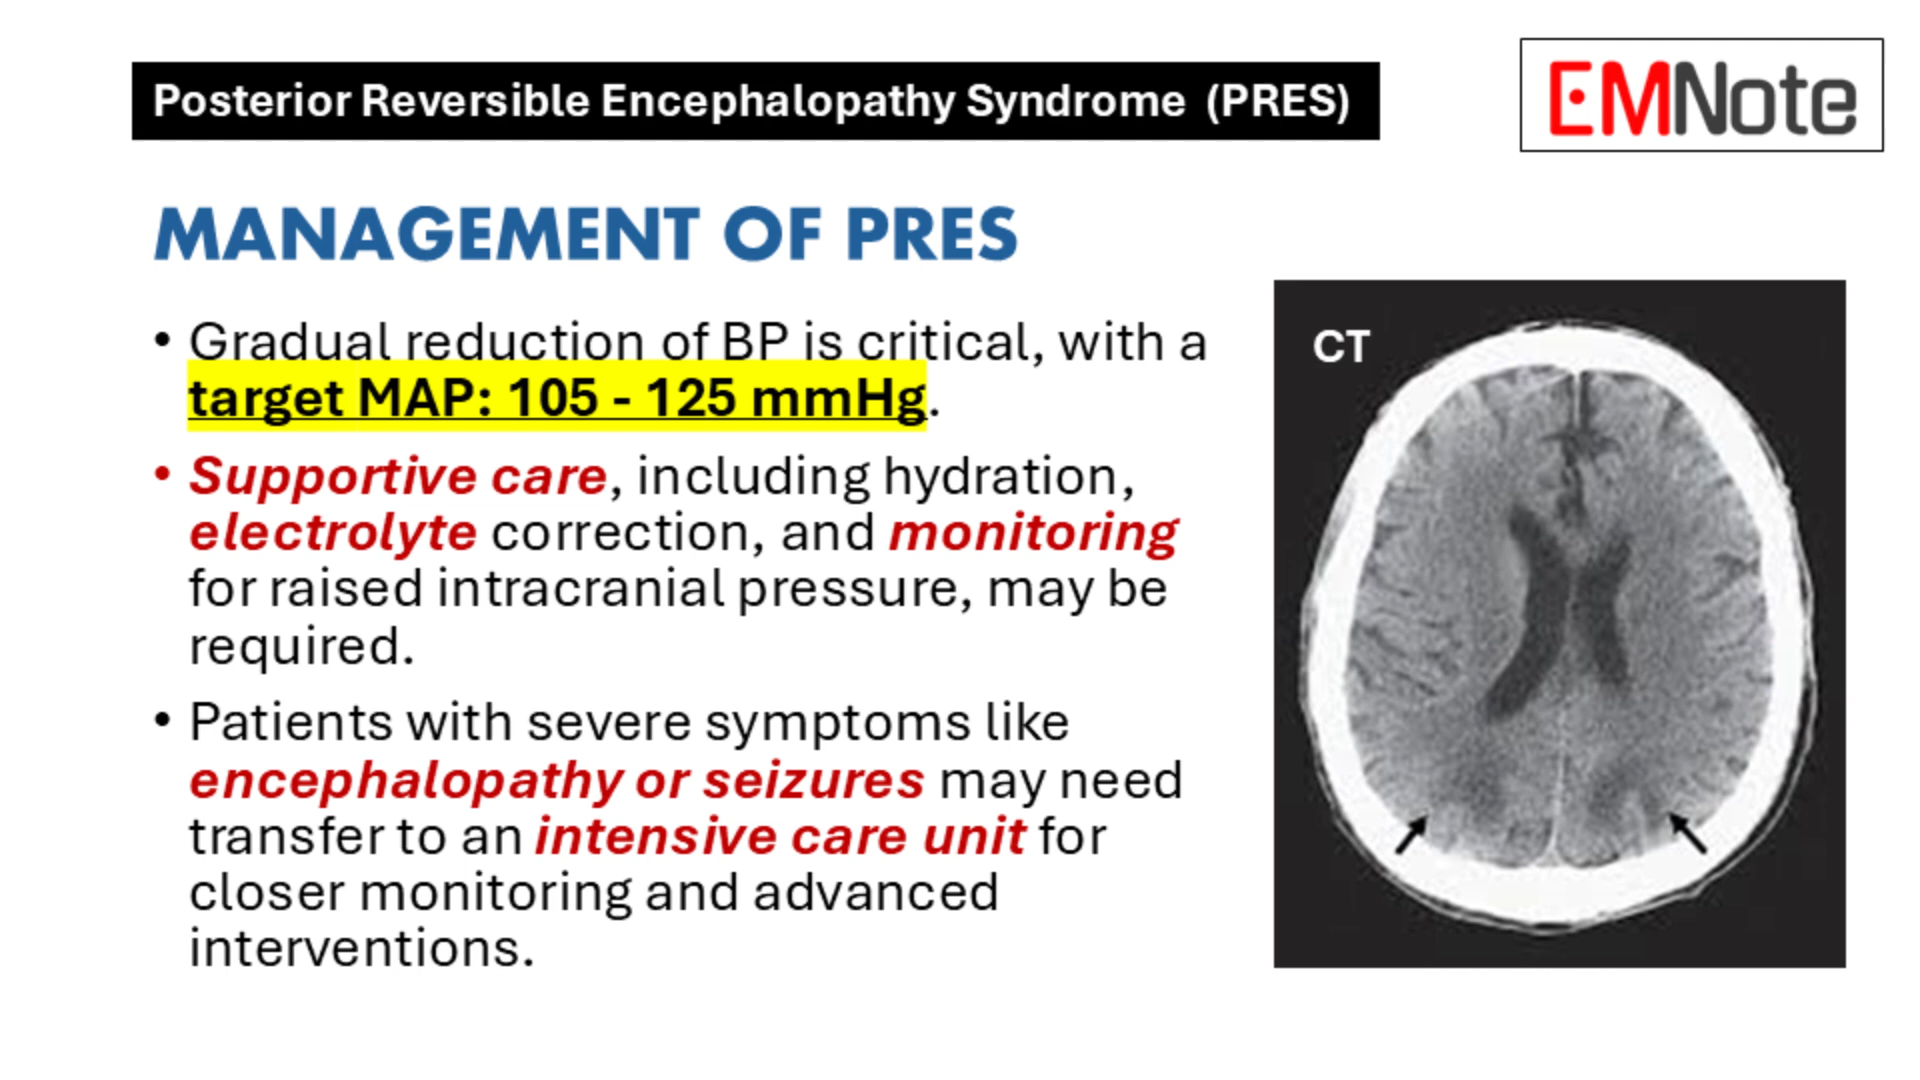 Posterior Reversible Encephalopathy Syndrome (PRES)
EMNote
MANAGEMENT OF PRES
• Gradual reduction of BP is critical, with a
target MAP: 105 - 125 mmHg.
• Supportive care, including hydration,
electrolyte correction, and monitoring
for raised intracranial pressure, may be
required.
• Patients with severe symptoms like
encephalopathy or seizures may need
transfer to an intensive care unit for
closer monitoring and advanced
interventions.
CT